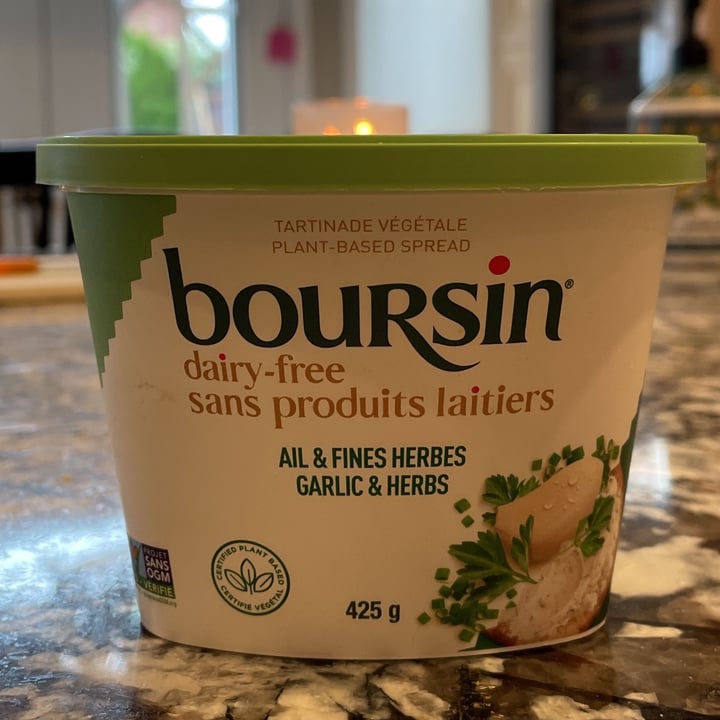 TARTINADE VÉGÉTALE
PLANT-BASED SPREAD
boursin®
dairy-free
sans produits laitiers
AIL & FINES HERBES
GARLIC & HERBS
PROJET
SANS
OGM
VÉRIFIÉ
CERTIFIED PLANT BASED
CERTIFIÉ VÉGÉTAL
425 g